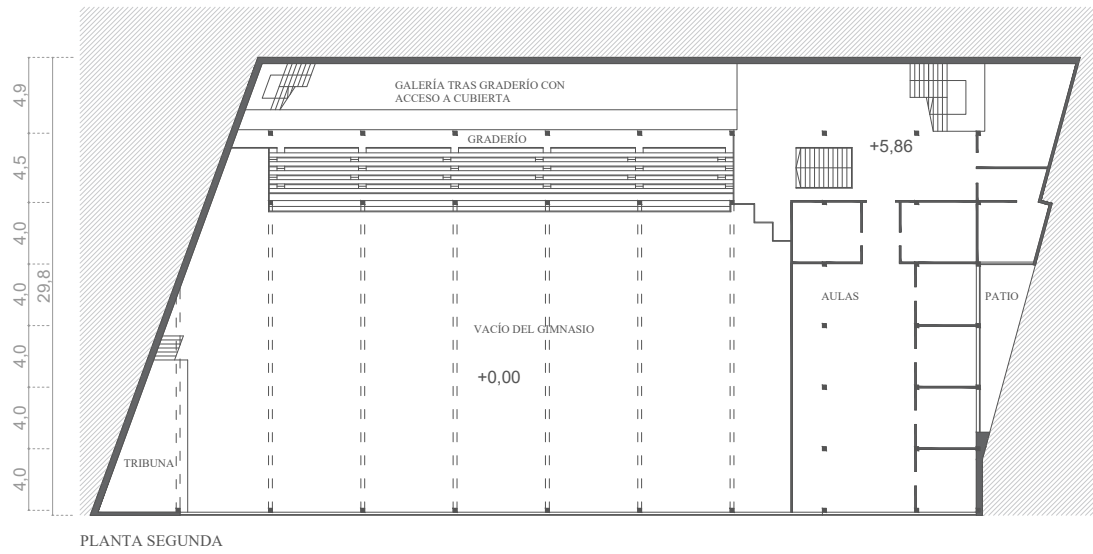 GALERÍA TRAS GRADERÍO CON
ACCESO A CUBIERTA
GRADERÍO
+5,86
AULAS
PATIO
VACÍO DEL GIMNASIO
+0,00
TRIBUNA
4,9
4,5
4,0
4,0
29,8
4,0
4,0
4,0
PLANTA SEGUNDA